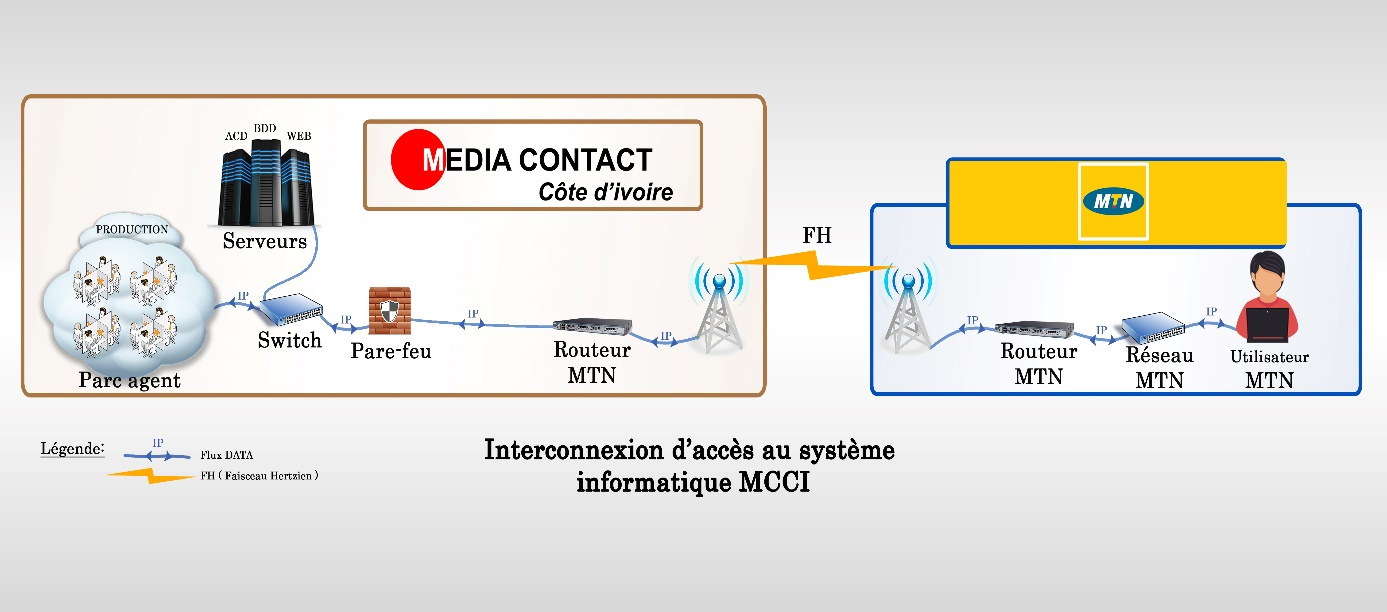 ACD BDD WEB
MEDIA CONTACT
Côte d'ivoire
MTN
PRODUCTION
Serveurs
FH
IP
IP
IP
IP
IP
IP
IP
Switch
Pare-feu
Routeur
MTN
Routeur
MTN
Réseau
MTN
Utilisateur
MTN
Parc agent
Légende:
IP
Flux DATA
FH ( Faisceau Hertzien )
Interconnexion d'accès au système
informatique MCCI